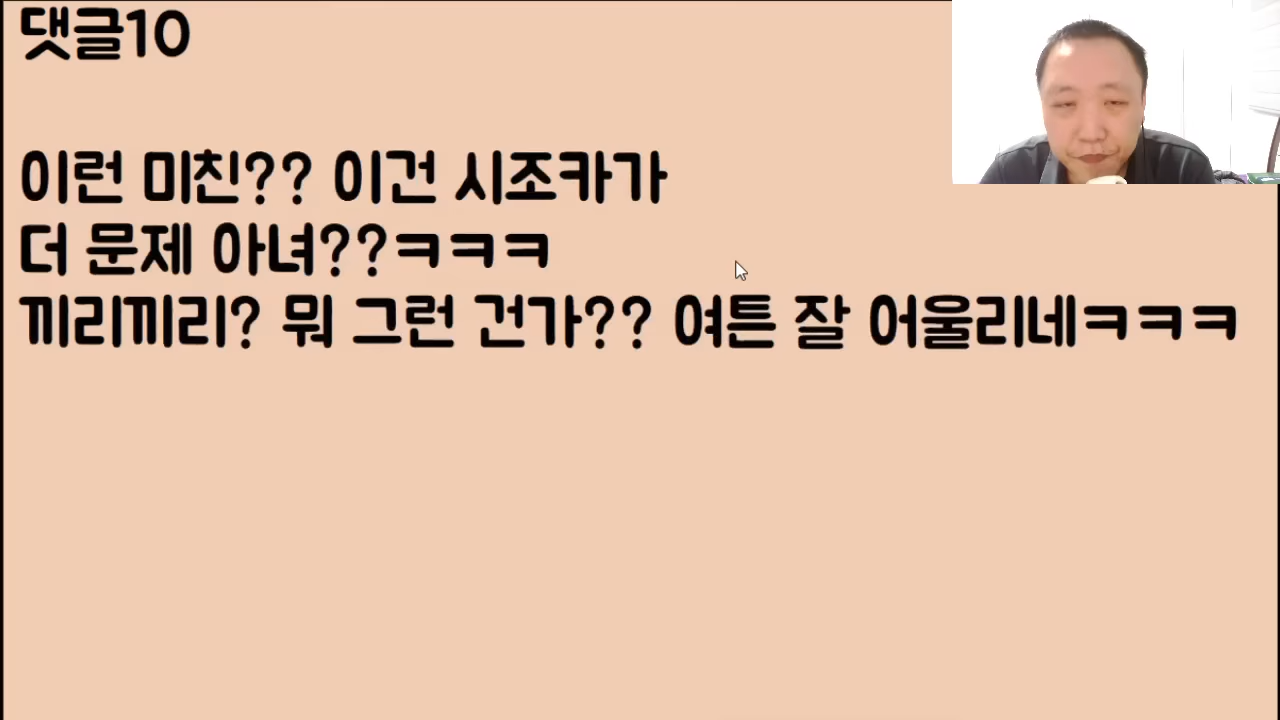 댓글10
이런 미친?? 이건 시조카가
더 문제 아녀??ㅋㅋㅋ
끼리끼리? 뭐 그런 건가?? 여튼 잘 어울리네ㅋㅋㅋ